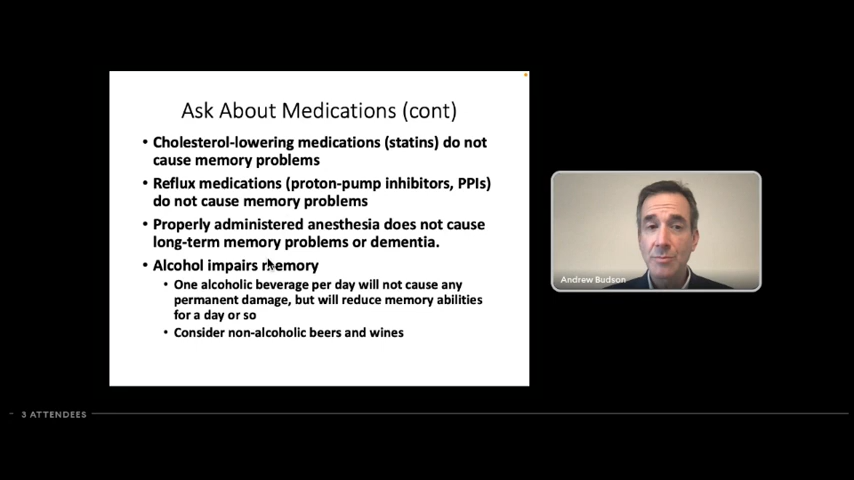 Ask About Medications (cont)
• Cholesterol-lowering medications (statins) do not
cause memory problems
• Reflux medications (proton-pump inhibitors, PPIs)
do not cause memory problems
• Properly administered anesthesia does not cause
long-term memory problems or dementia.
• Alcohol impairs memory
• One alcoholic beverage per day will not cause any
permanent damage, but will reduce memory abilities
for a day or so
• Consider non-alcoholic beers and wines
Andrew Budson
3 ATTENDEES